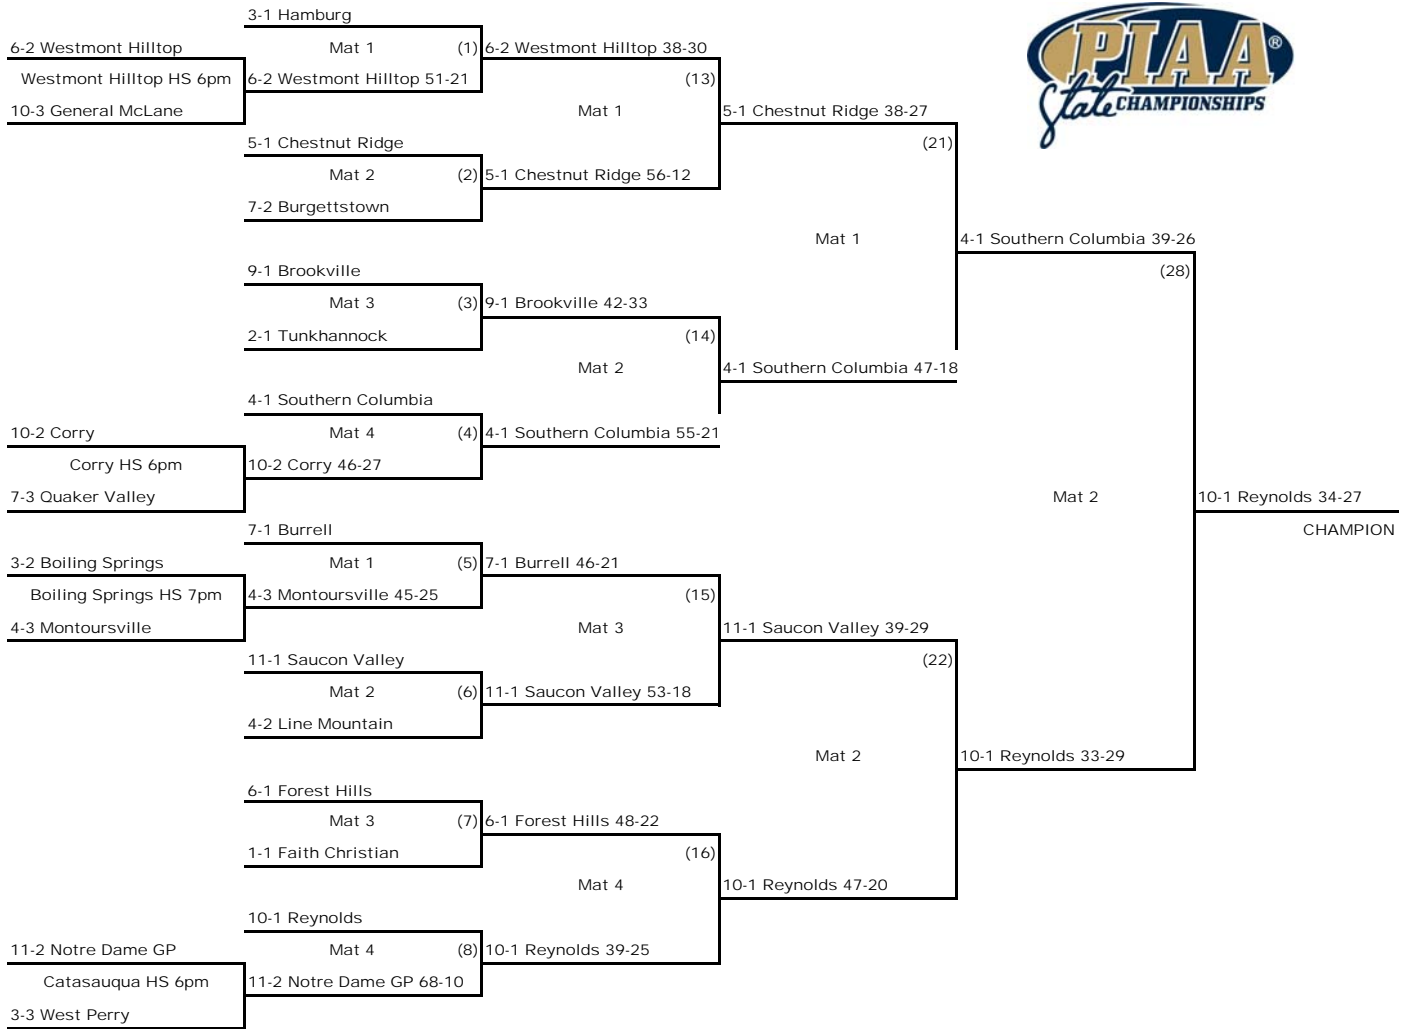 3-1 Hamburg
PIAA®
State CHAMPIONSHIPS
6-2 Westmont Hilltop
Mat 1
(1)
6-2 Westmont Hilltop 38-30
Westmont Hilltop HS 6pm
6-2 Westmont Hilltop 51-21
(13)
10-3 General McLane
Mat 1
5-1 Chestnut Ridge 38-27
5-1 Chestnut Ridge
(21)
Mat 2
(2)
5-1 Chestnut Ridge 56-12
7-2 Burgettstown
Mat 1
4-1 Southern Columbia 39-26
9-1 Brookville
(28)
Mat 3
(3)
9-1 Brookville 42-33
2-1 Tunkhannock
(14)
Mat 2
4-1 Southern Columbia 47-18
4-1 Southern Columbia
10-2 Corry
Mat 4
(4)
4-1 Southern Columbia 55-21
Corry HS 6pm
10-2 Corry 46-27
7-3 Quaker Valley
Mat 2
10-1 Reynolds 34-27
7-1 Burrell
CHAMPION
3-2 Boiling Springs
Mat 1
(5)
7-1 Burrell 46-21
Boiling Springs HS 7pm
4-3 Montoursville 45-25
(15)
4-3 Montoursville
Mat 3
11-1 Saucon Valley 39-29
11-1 Saucon Valley
(22)
Mat 2
(6)
11-1 Saucon Valley 53-18
4-2 Line Mountain
Mat 2
10-1 Reynolds 33-29
6-1 Forest Hills
Mat 3
(7)
6-1 Forest Hills 48-22
1-1 Faith Christian
(16)
Mat 4
10-1 Reynolds 47-20
10-1 Reynolds
11-2 Notre Dame GP
Mat 4
(8)
10-1 Reynolds 39-25
Catasauqua HS 6pm
11-2 Notre Dame GP 68-10
3-3 West Perry